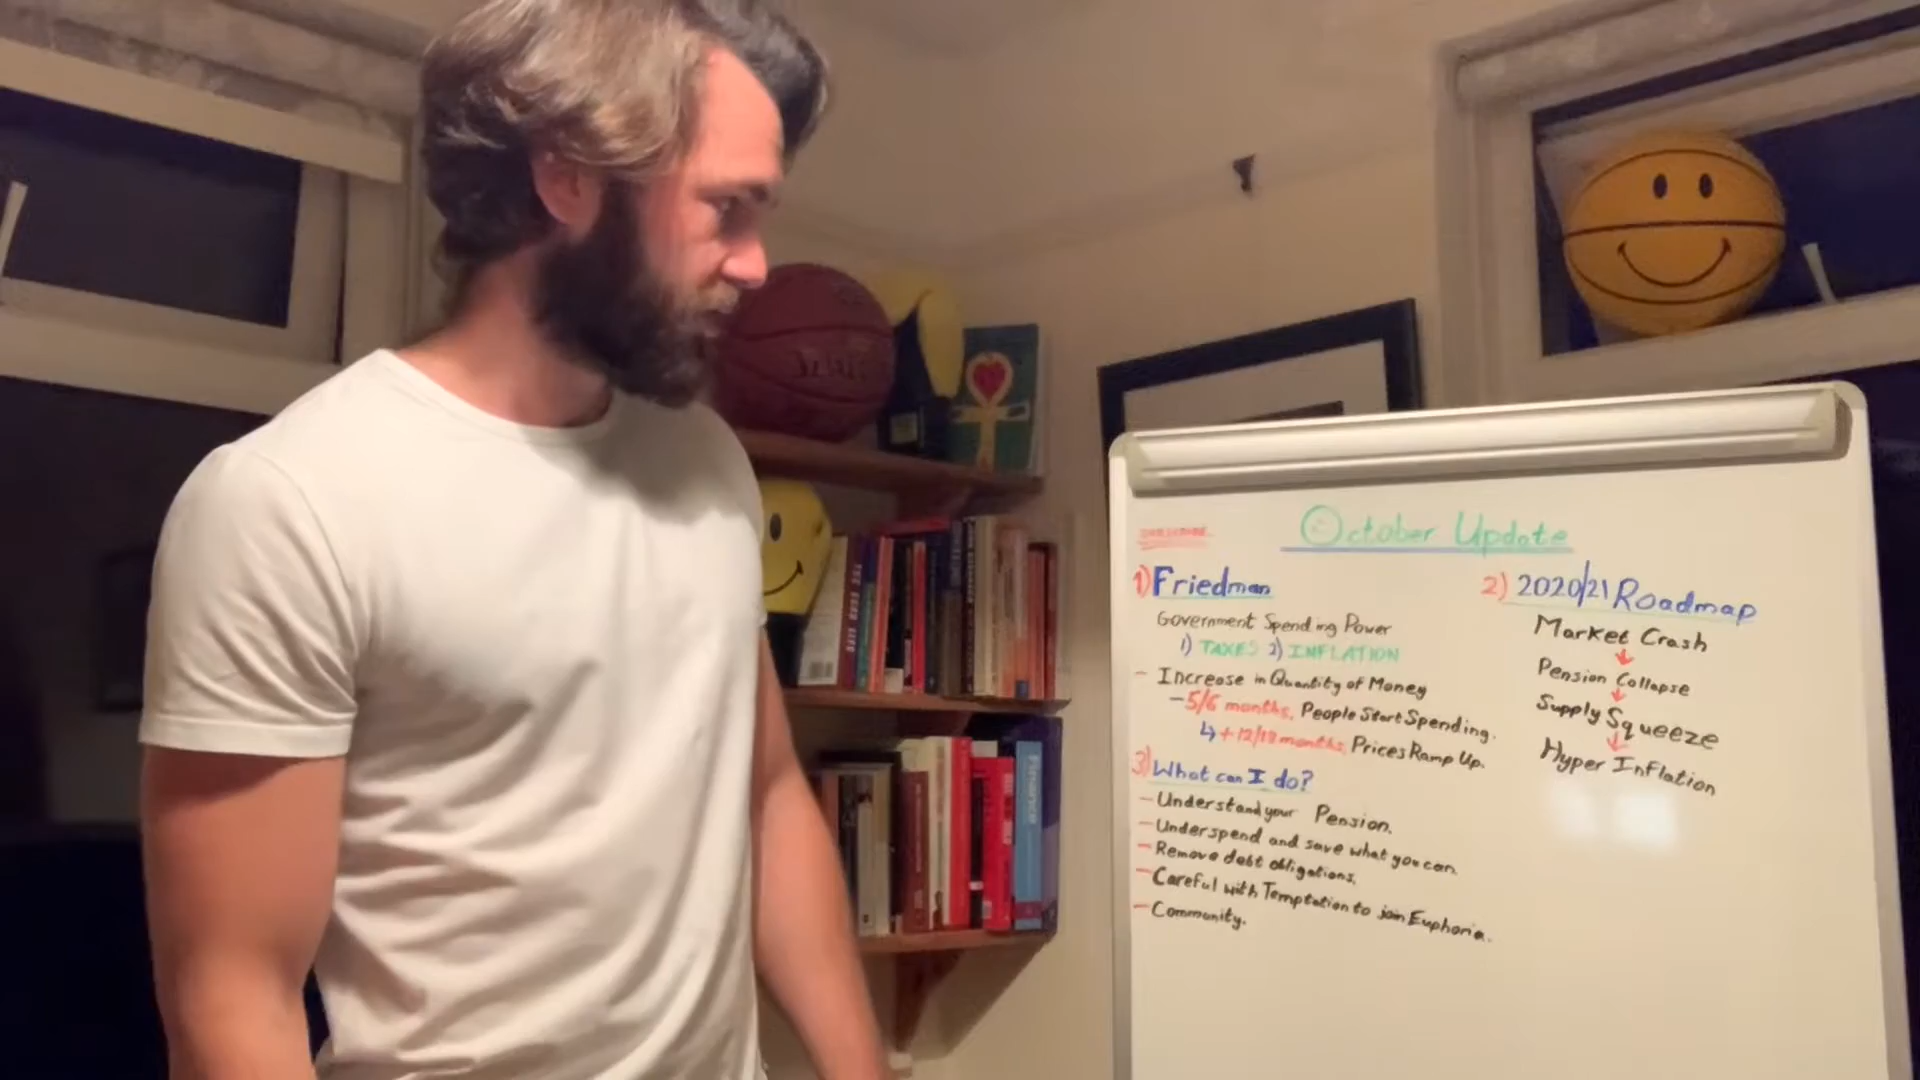 SUBSCRIBE.
October Update
1) Friedman
Government Spending Power
1) TAXES 2) INFLATION
- Increase in Quantity of Money
- 5/6 months, People Start Spending.
↳ + 12/18 months, Prices Ramp Up.
2) 2020/21 Roadmap
Market Crash
Pension Collapse
Supply Squeeze
Hyper Inflation
3) What can I do?
- Understand your Pension.
- Underspend and save what you can.
- Remove debt obligations.
- Careful with Temptation to join Euphoria.
- Community.
Finance